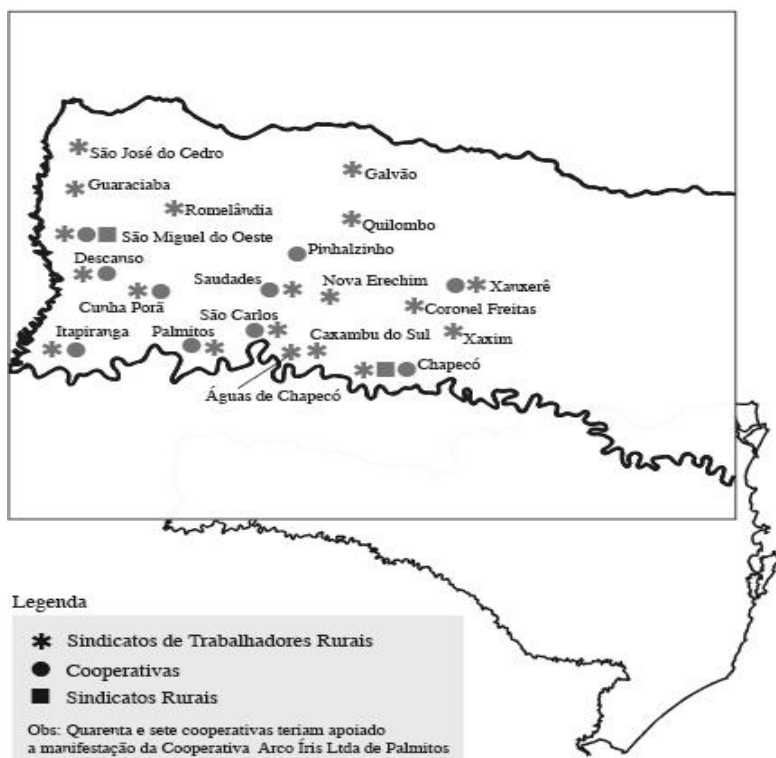 São José do Cedro
Galvão
Guaraciaba
Romelândia
Quilombo
São Miguel do Oeste
Pinhalzinho
Descanso
Saudades
Nova Erechim
Xanxerê
Cunha Porã
Coronel Freitas
São Carlos
Itapiranga
Palmitos
Caxambu do Sul
Xaxim
Chapecó
Águas de Chapecó
Legenda
Sindicatos de Trabalhadores Rurais
Cooperativas
Sindicatos Rurais
Obs: Quarenta e sete cooperativas teriam apoiado
a manifestação da Cooperativa Arco Íris Ltda de Palmitos